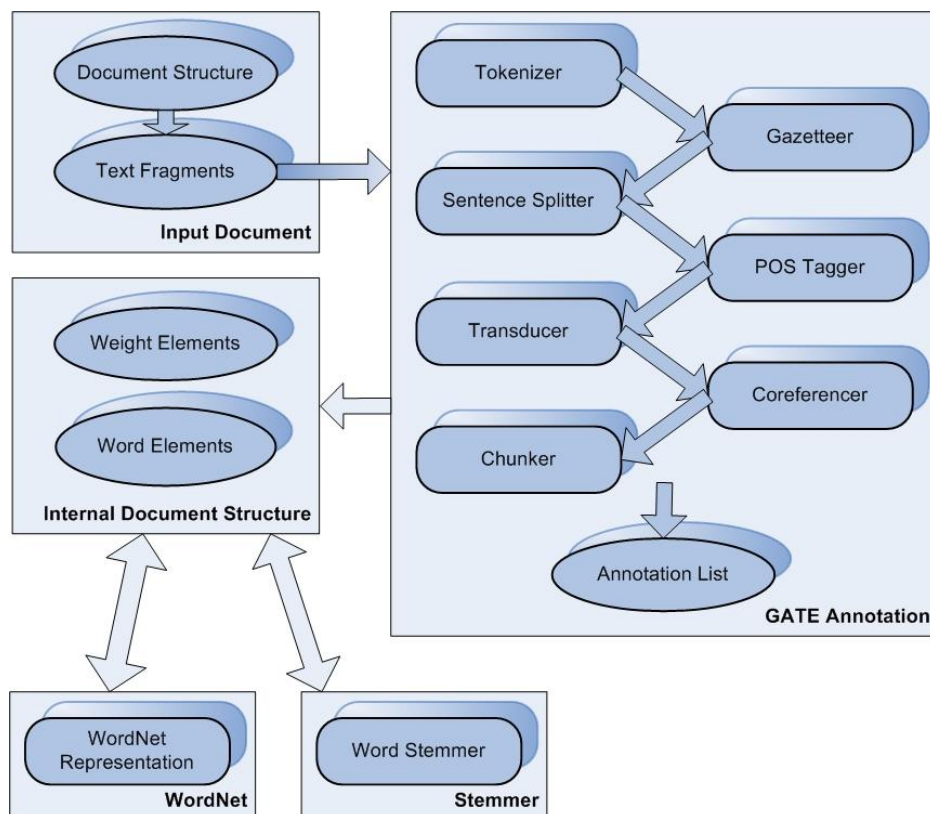 Document Structure
Text Fragments
Input Document
Tokenizer
Gazetteer
Sentence Splitter
POS Tagger
Transducer
Coreferencer
Chunker
Annotation List
GATE Annotation
Weight Elements
Word Elements
Internal Document Structure
WordNet
Representation
WordNet
Word Stemmer
Stemmer